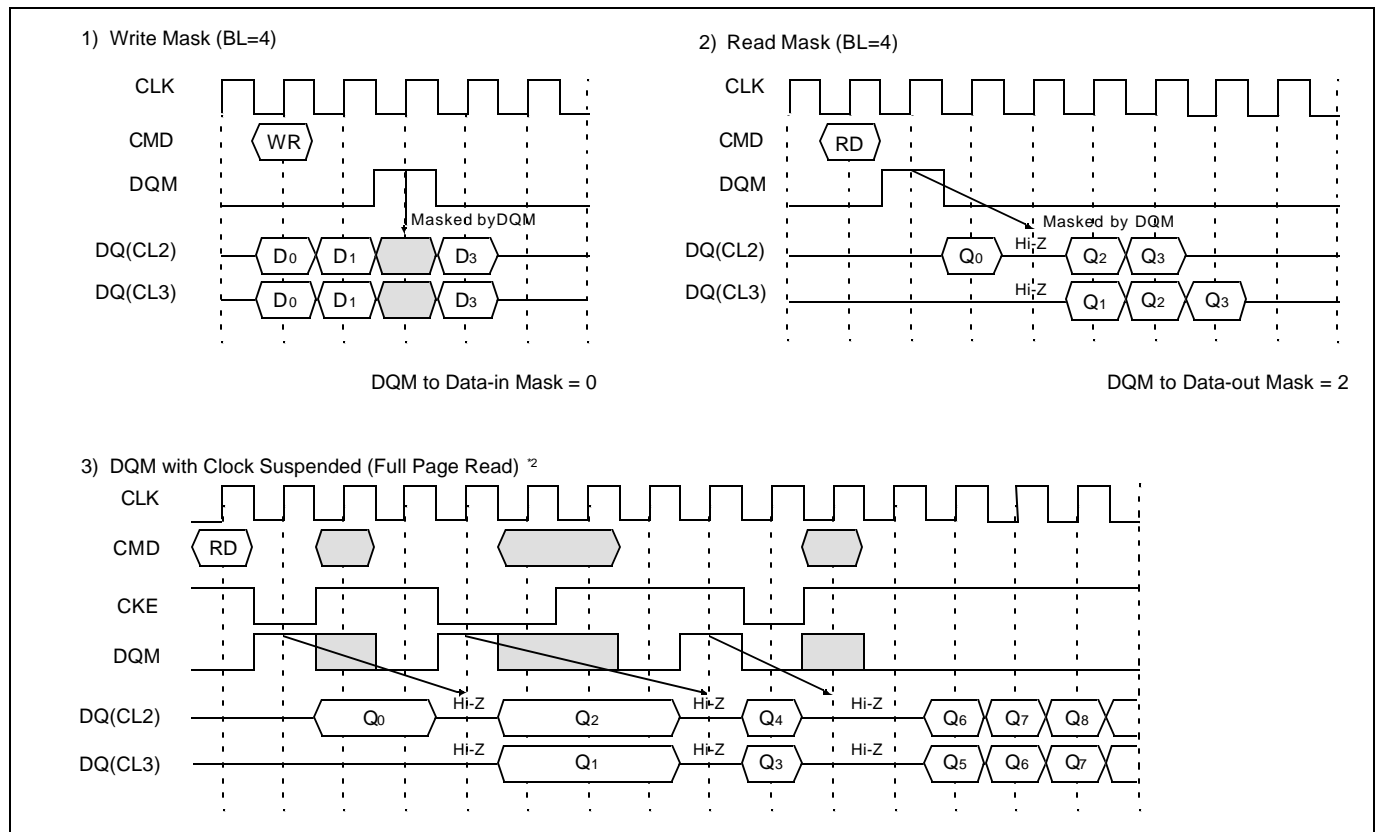 1) Write Mask (BL=4)
CLK
CMD
WR
DQM
Masked byDQM
DQ(CL2)
D0 D1 D3
DQ(CL3)
D0 D1 D3
DQM to Data-in Mask = 0
2) Read Mask (BL=4)
CLK
CMD
RD
DQM
Masked by DQM
DQ(CL2)
Q0 Hi-Z Q2 Q3
DQ(CL3)
Hi-Z Q1 Q2 Q3
DQM to Data-out Mask = 2
3) DQM with Clock Suspended (Full Page Read) *2
CLK
CMD
RD
CKE
DQM
DQ(CL2)
Q0 Hi-Z Q2 Hi-Z Q4 Hi-Z Q6 Q7 Q8
DQ(CL3)
Hi-Z Q1 Hi-Z Q3 Hi-Z Q5 Q6 Q7